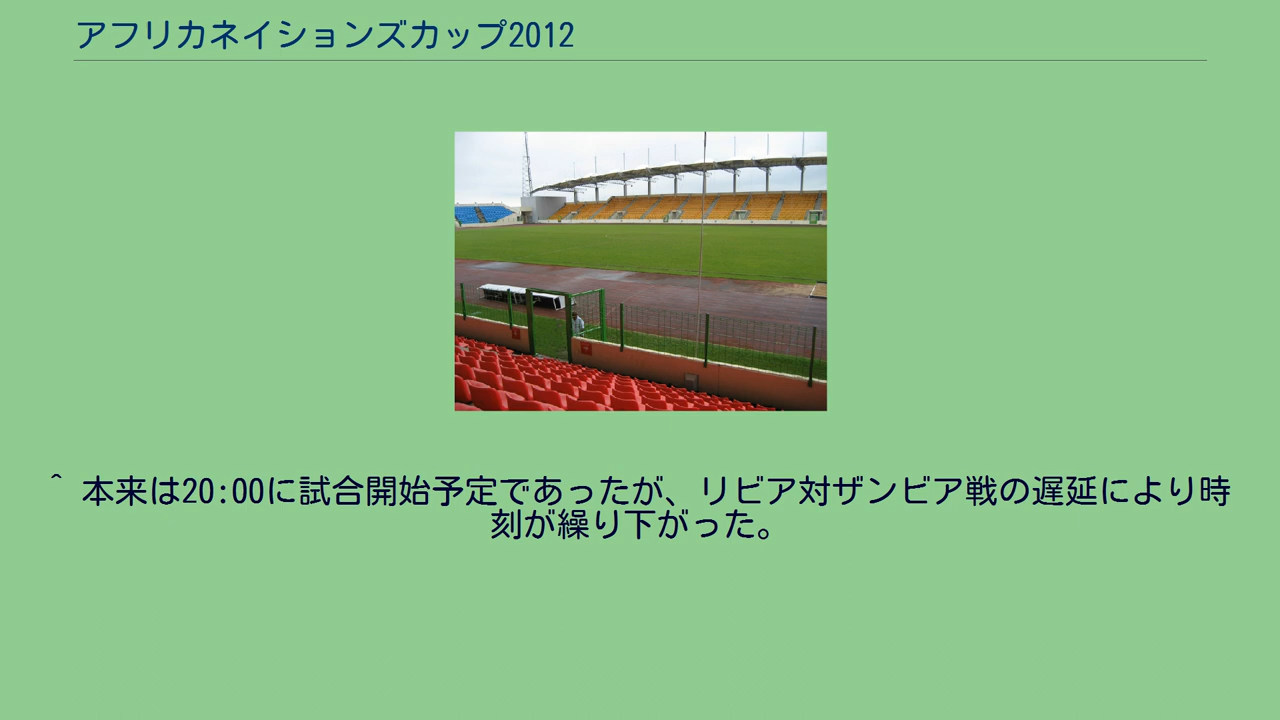 アフリカネイションズカップ2012
^ 本来は20:00に試合開始予定であったが、リビア対ザンビア戦の遅延により時
刻が繰り下がった。